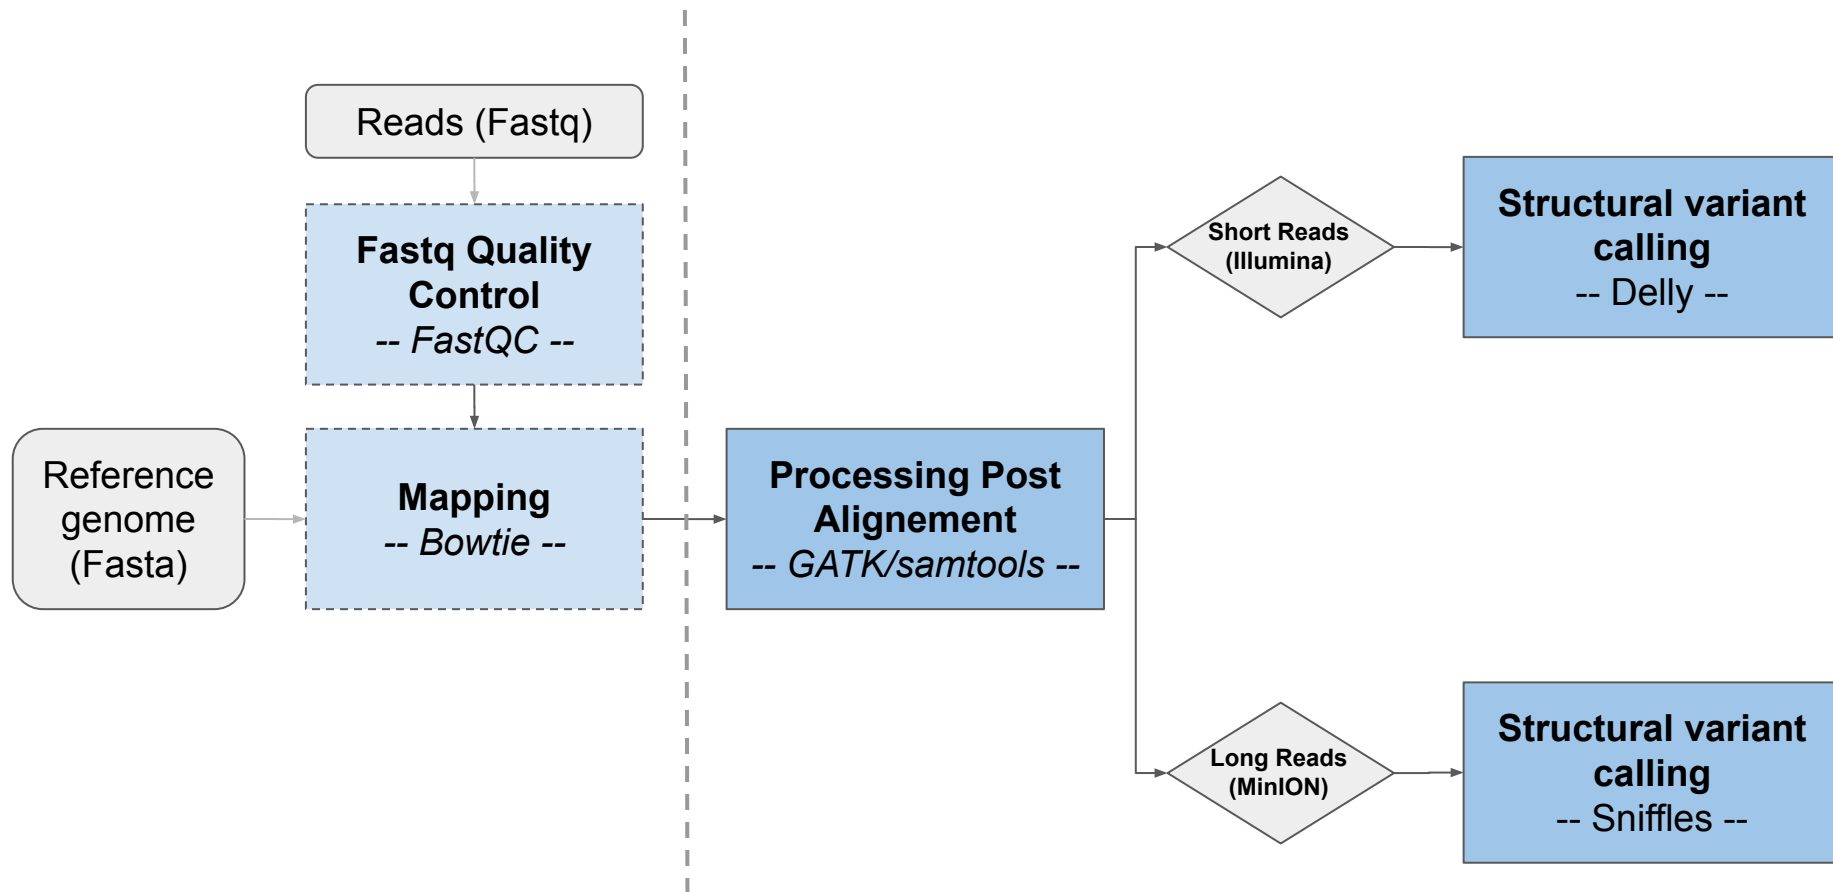 Reads (Fastq)
Fastq Quality
Control
-- FastQC --
Reference
genome
(Fasta)
Mapping
-- Bowtie --
Processing Post
Alignement
-- GATK/samtools --
Short Reads
(Illumina)
Structural variant
calling
-- Delly --
Long Reads
(MinION)
Structural variant
calling
-- Sniffles --